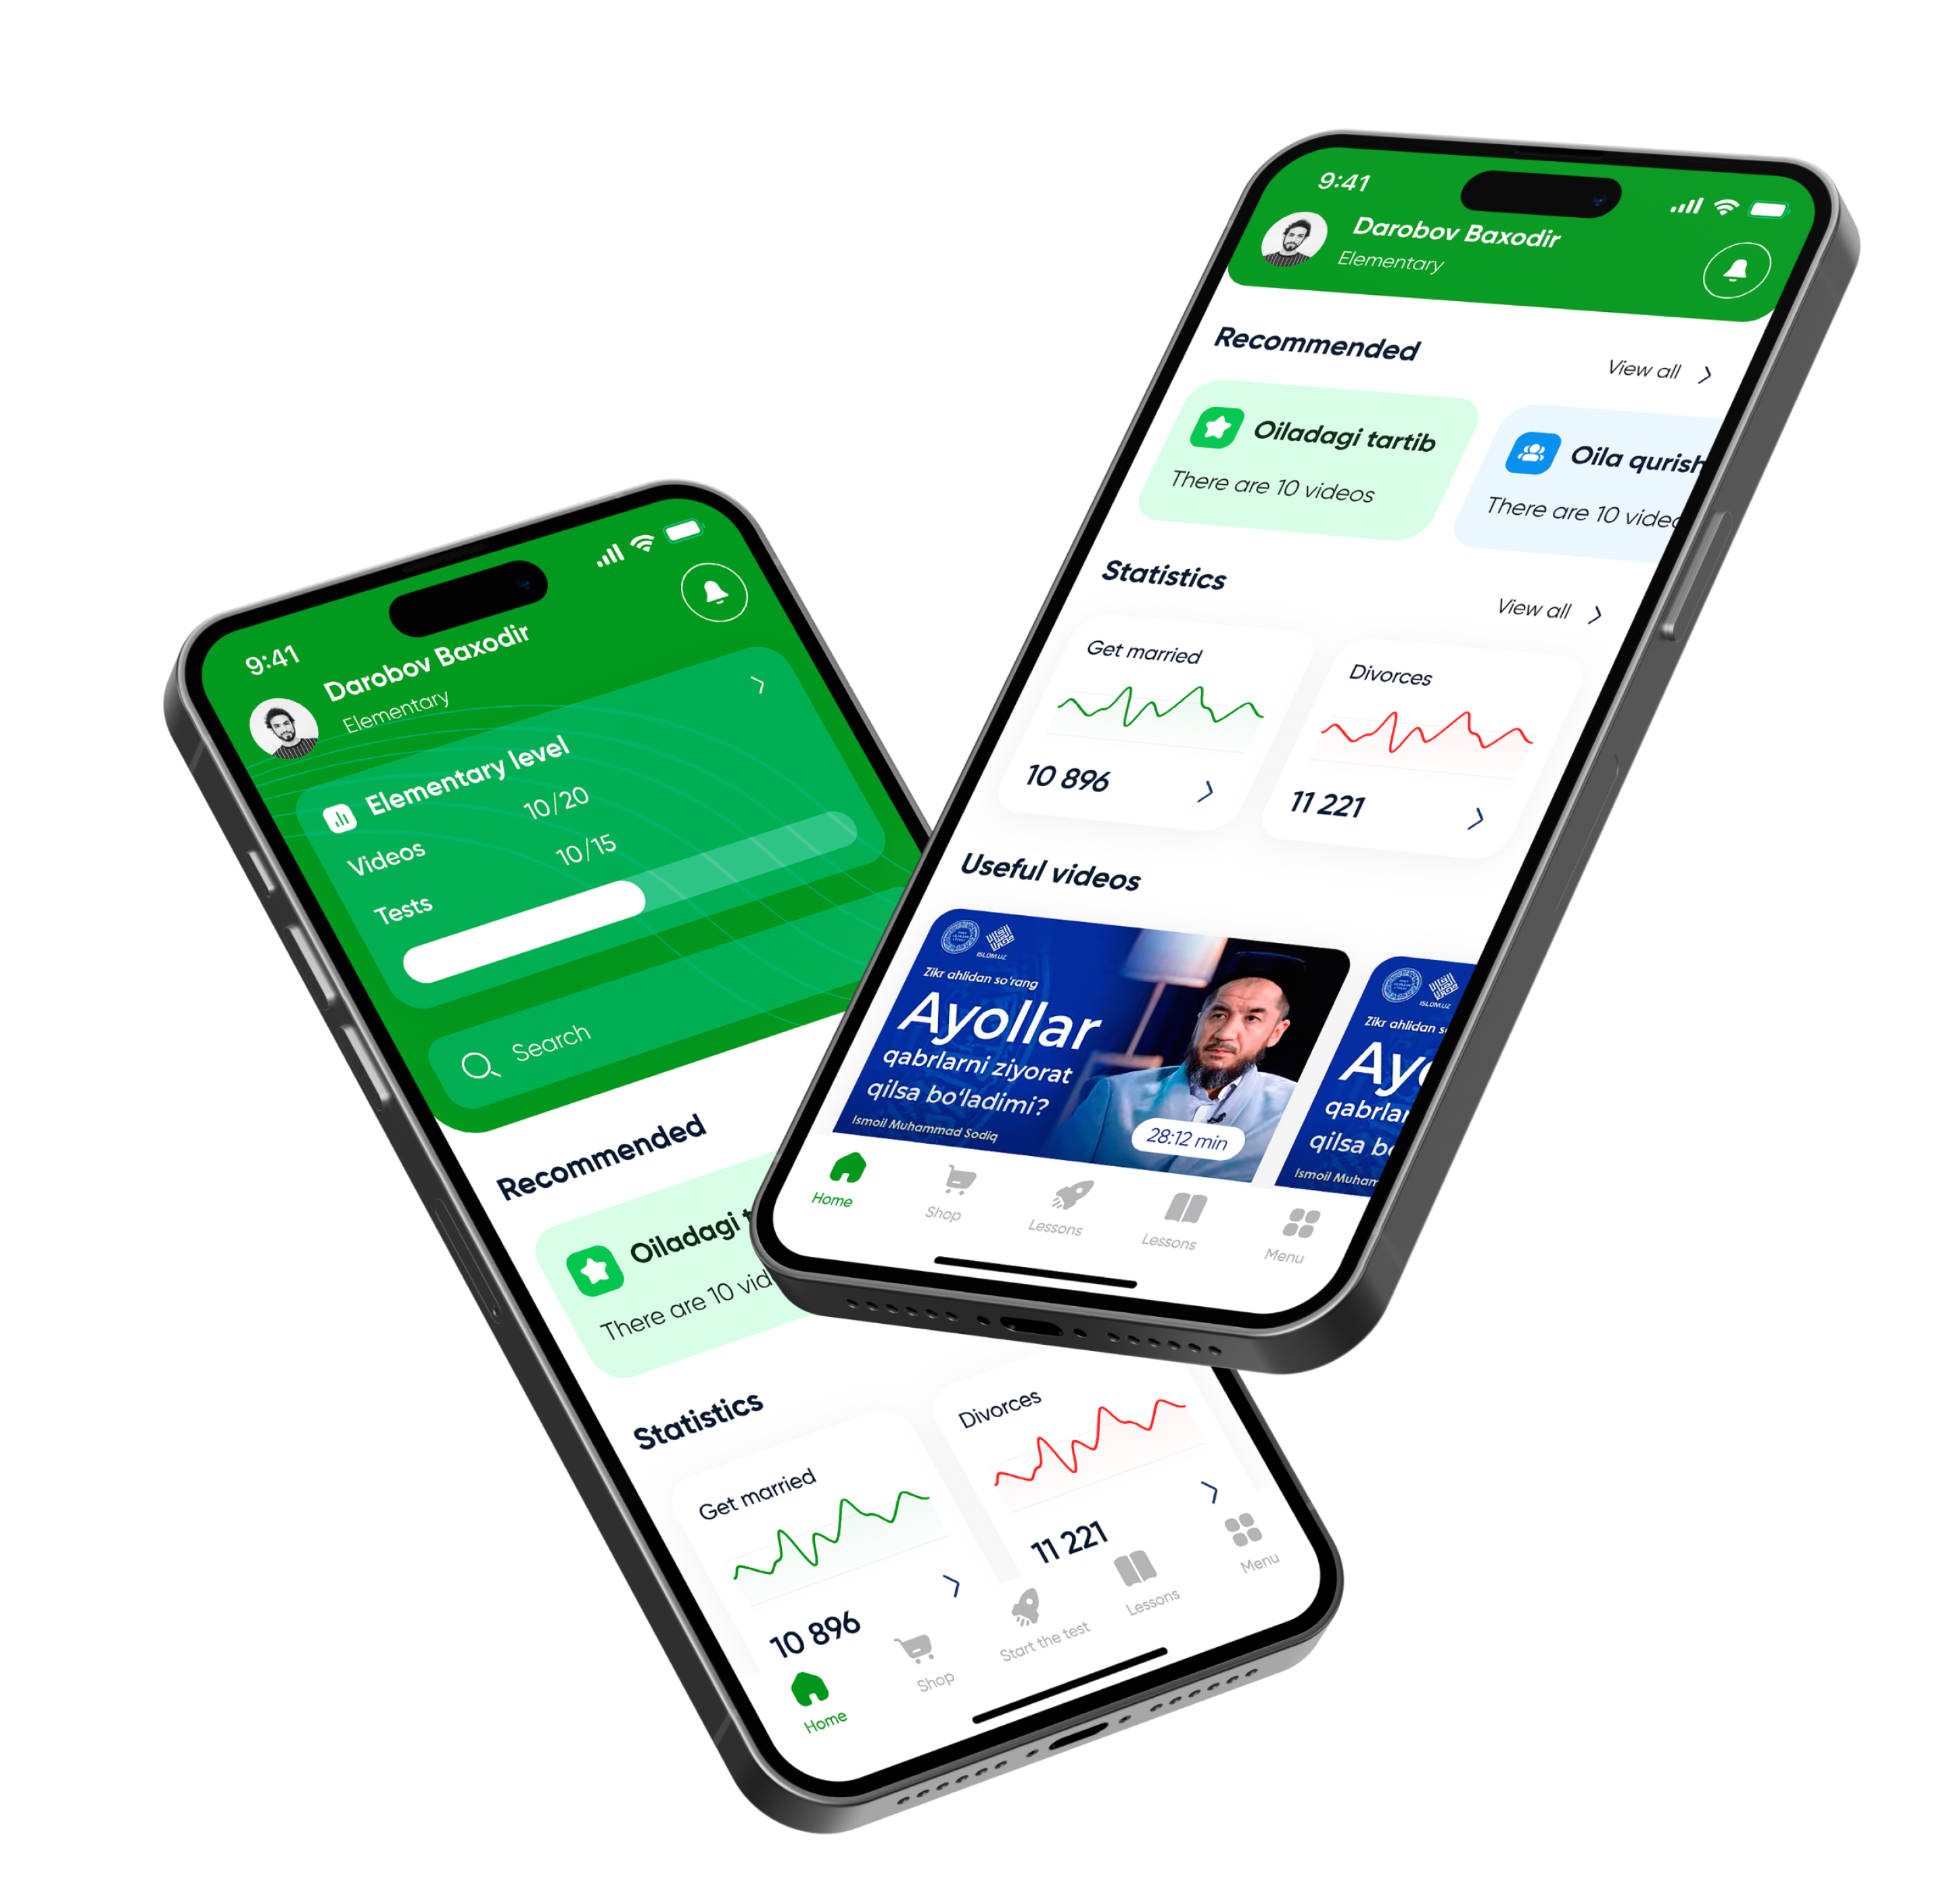 9:41
Darobov Baxodir
Elementary
Elementary level
Videos 10/20
Tests 10/15
Search
Recommended
Oiladagi t
There are 10 vid
Statistics
Get married
10 896
Divorces
11 221
Home
Shop
Start the test
Lessons
Menu
9:41
Darobov Baxodir
Elementary
Recommended
View all
Oiladagi tartib
There are 10 videos
Oila qurish
There are 10 videc
Statistics
View all
Get married
10 896
Divorces
11 221
Useful videos
ISLOM.UZ
Zikr ahlidan so'rang
Ayollar
qabrlarni ziyorat
qilsa bo'ladimi?
Ismoil Muhammad Sodiq
28:12 min
ISLOM.UZ
Zikr ahlidan s
Ay
qabrlar
qilsa b
Ismoil Muham
Home
Shop
Lessons
Lessons
Menu